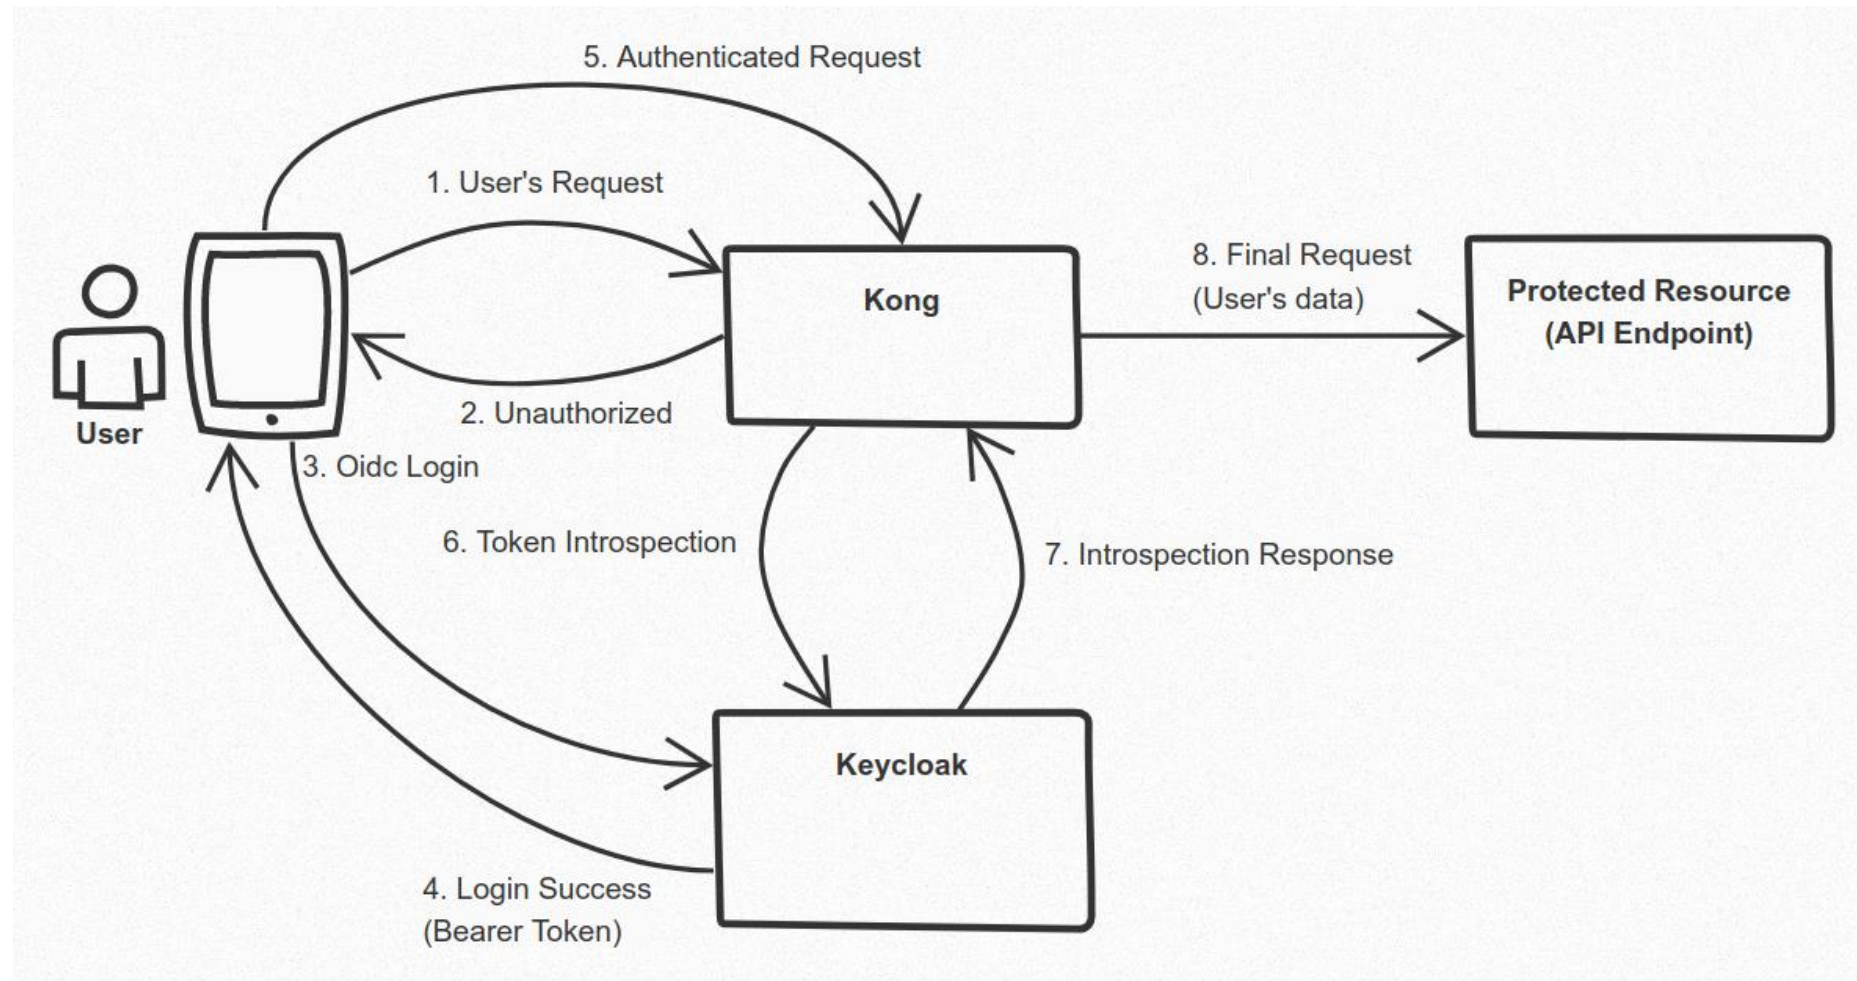 5. Authenticated Request
1. User's Request
8. Final Request
(User's data)
Kong
Protected Resource
(API Endpoint)
2. Unauthorized
User
3. Oidc Login
6. Token Introspection
7. Introspection Response
Keycloak
4. Login Success
(Bearer Token)